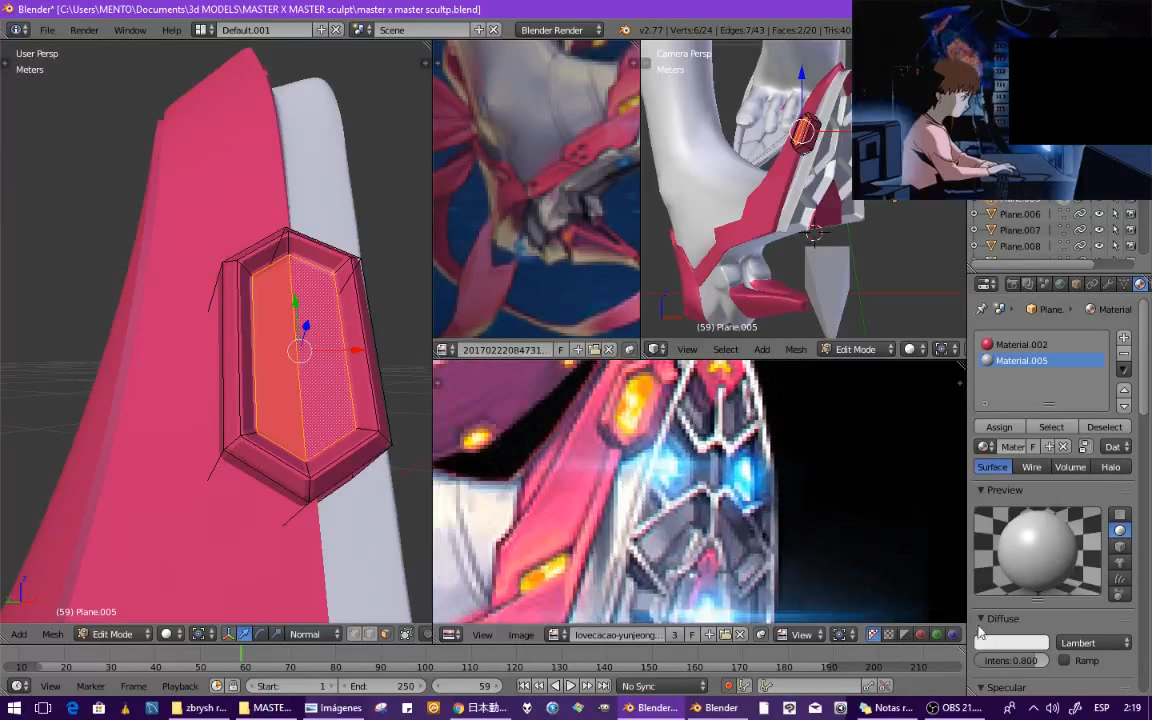 Blender* [C:\Users\MENTO\Documents\3d MODELS\MASTER X MASTER sculpt\master x master scultp.blend]
File Render Window Help Default.001 Scene Blender Render v2.77 | Verts:6/24 | Edges:7/43 | Faces:2/20 | Tris:40
User Persp
Meters
Camera Persp
Meters
Plane.006
Plane.007
Plane.008
Plane. Material
Material.002
Material.005
(59) Plane.005
20170222084731... F
View Select Add Mesh Edit Mode
Assign Select Deselect
Mater F Dat
Surface Wire Volume Halo
Preview
Diffuse
Lambert
Intens: 0.800 Ramp
Specular
(59) Plane.005
Add Mesh Edit Mode Normal
View Image lovecacao-yunjeong... 3 F View
10 20 30 40 50 60 70 80 90 100 110 120 130 140 150 160 170 180 190 200 210
View Marker Frame Playback Start: 1 End: 250 59 No Sync
zbrysh r... MASTE... Imágenes 日本動... Blender... Blender Notas r... OBS 21.... ESP 2:19